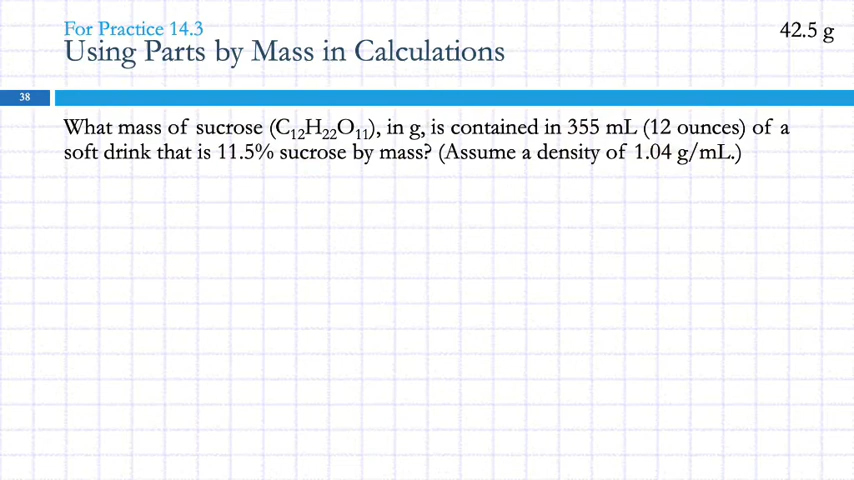 For Practice 14.3
42.5 g
Using Parts by Mass in Calculations
38
What mass of sucrose (C₁₂H₂₂O₁₁), in g, is contained in 355 mL (12 ounces) of a
soft drink that is 11.5% sucrose by mass? (Assume a density of 1.04 g/mL.)